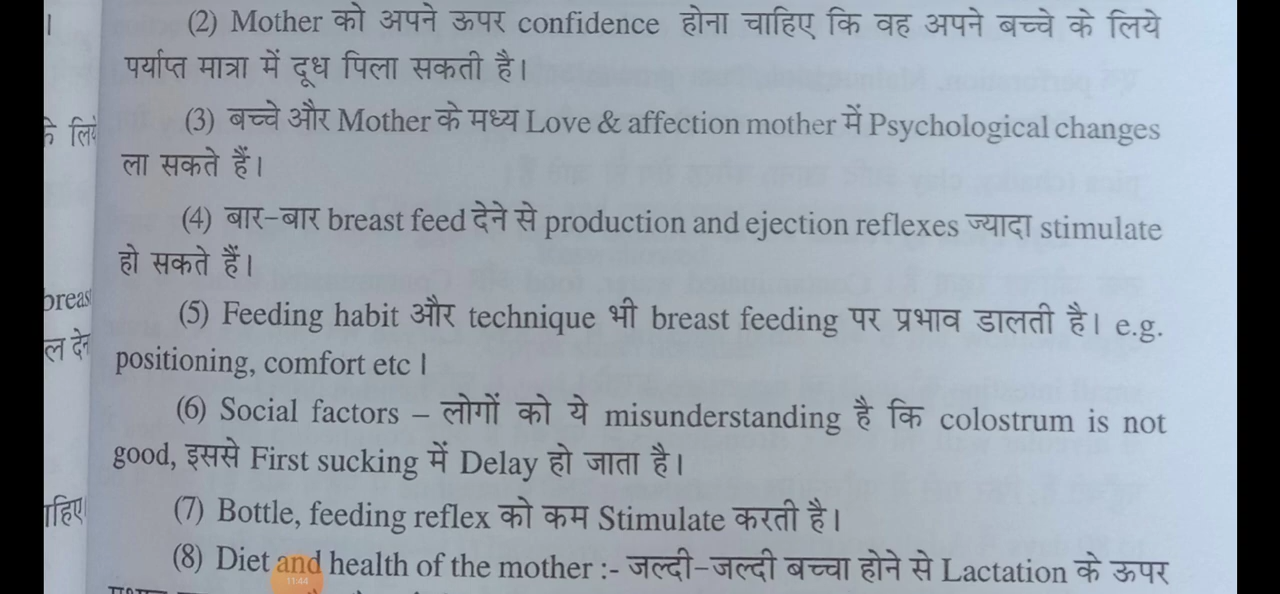 (2) Mother को अपने ऊपर confidence होना चाहिए कि वह अपने बच्चे के लिये
पर्याप्त मात्रा में दूध पिला सकती है।
के लिये
(3) बच्चे और Mother के मध्य Love & affection mother में Psychological changes
ला सकते हैं।
(4) बार-बार breast feed देने से production and ejection reflexes ज्यादा stimulate
हो सकते हैं।
breas
(5) Feeding habit और technique भी breast feeding पर प्रभाव डालती है। e.g.
ल देन
positioning, comfort etc ।
(6) Social factors – लोगों को ये misunderstanding है कि colostrum is not
good, इससे First sucking में Delay हो जाता है।
(7) Bottle, feeding reflex को कम Stimulate करती है।
(8) Diet and health of the mother :- जल्दी-जल्दी बच्चा होने से Lactation के ऊपर
11:44